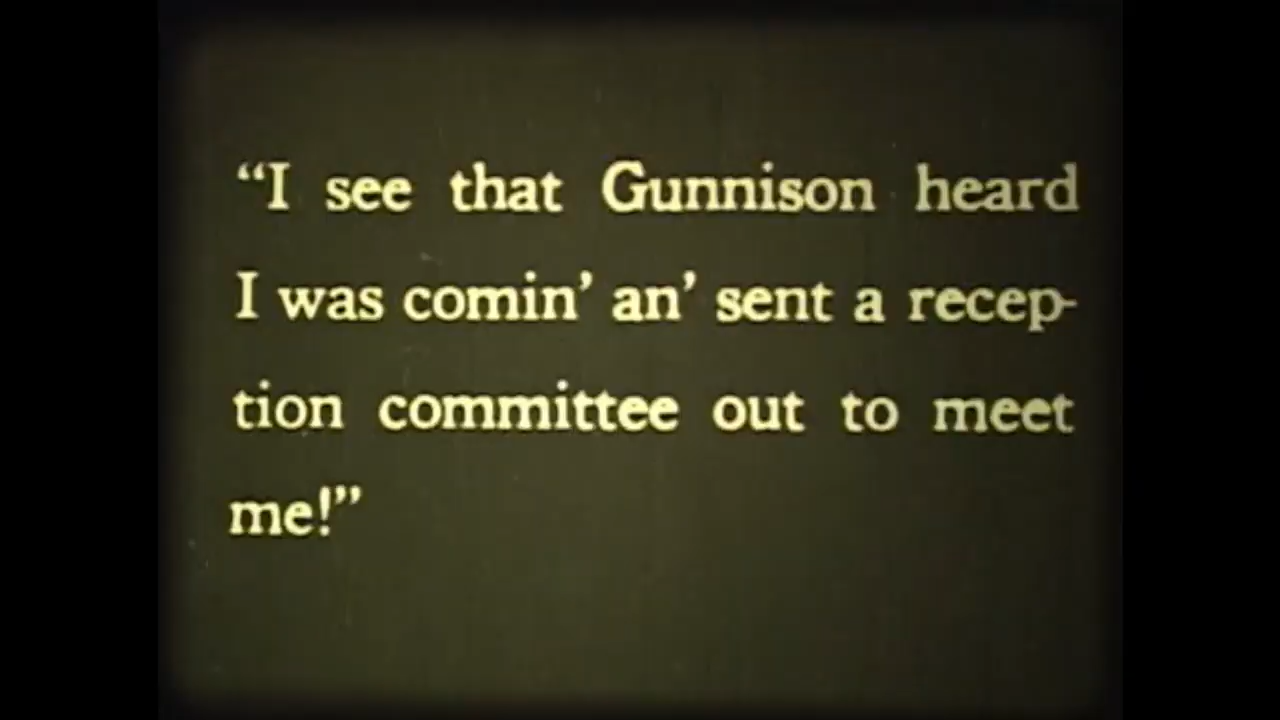 “I see that Gunnison heard
I was comin’ an’ sent a recep-
tion committee out to meet
me!”